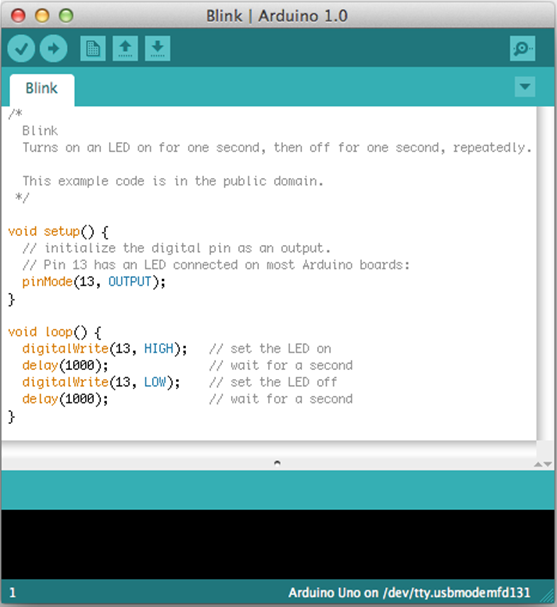 Blink | Arduino 1.0
Blink
/*
  Blink
  Turns on an LED on for one second, then off for one second, repeatedly.

  This example code is in the public domain.
 */

void setup() {
  // initialize the digital pin as an output.
  // Pin 13 has an LED connected on most Arduino boards:
  pinMode(13, OUTPUT);
}

void loop() {
  digitalWrite(13, HIGH);   // set the LED on
  delay(1000);              // wait for a second
  digitalWrite(13, LOW);    // set the LED off
  delay(1000);              // wait for a second
}
1
Arduino Uno on /dev/tty.usbmodemfd131